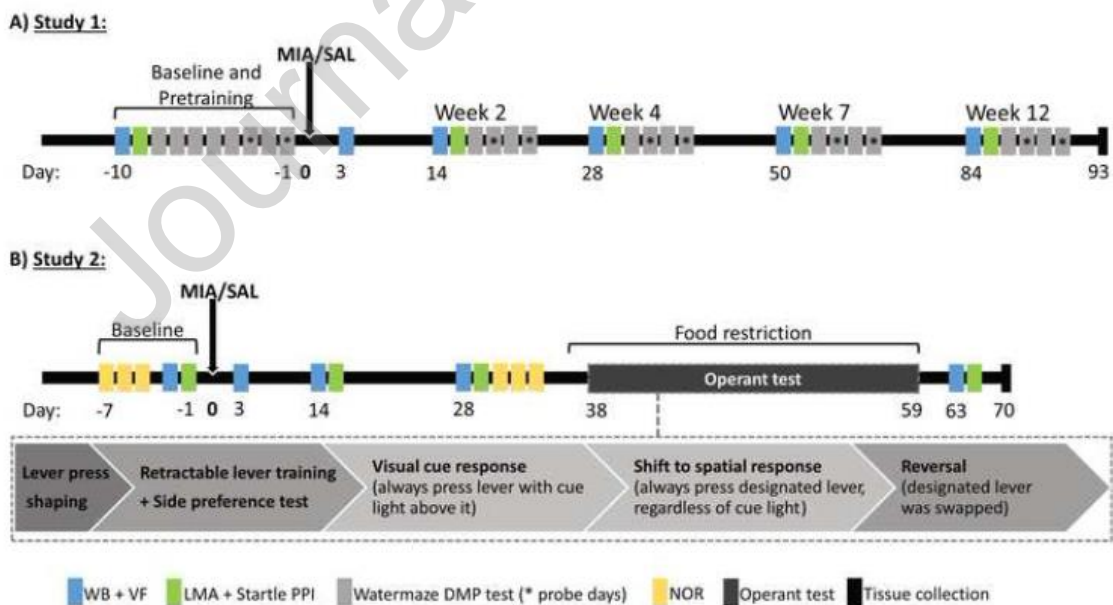 A) Study 1:
MIA/SAL
Baseline and
Pretraining
Week 2 Week 4 Week 7 Week 12
* * * * * * * * * * * * *
Day: -10 -1 0 3 14 28 50 84 93
B) Study 2:
MIA/SAL
Baseline
Food restriction
Operant test
Day: -7 -1 0 3 14 28 38 59 63 70
Lever press
shaping
Retractable lever training
+ Side preference test
Visual cue response
(always press lever with cue
light above it)
Shift to spatial response
(always press designated lever,
regardless of cue light)
Reversal
(designated lever
was swapped)
WB + VF LMA + Startle PPI Watermaze DMP test (* probe days) NOR Operant test Tissue collection
Journa